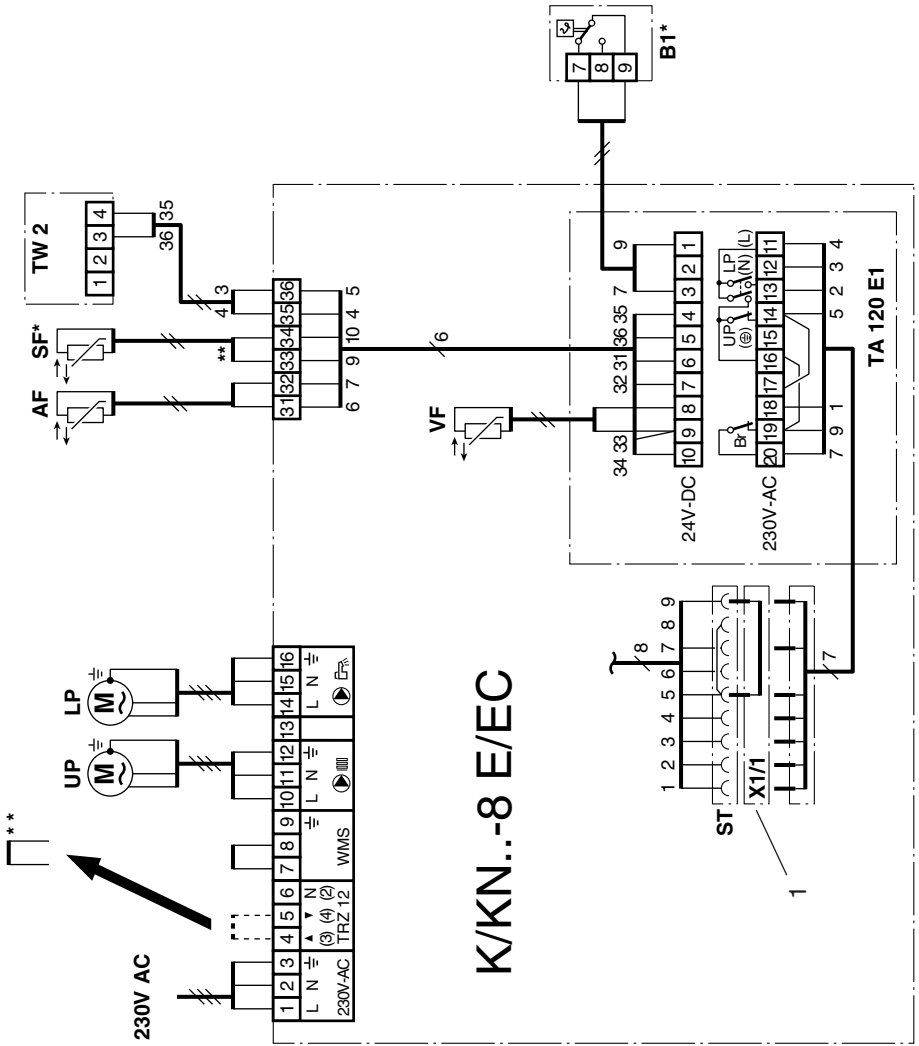 **
230V AC
UP
LP
M
~
M
~
1 2 3 4 5 6 7 8 9 10 11 12 13 14 15 16
L N
(3) (4) (2)
N
L N
L N
230V-AC
TRZ 12
WMS
AF
SF*
TW 2
1 2 3 4
36 35
**
4 3
31 32 33 34 35 36
6 7 9 10 4 5
6
VF
B1*
7
8
9
K/KN..-8 E/EC
34 33 32 31 36 35 7 9
10 9 8 7 6 5 4 3 2 1
24V-DC
Br
UP
LP
(N) (L)
20 19 18 17 16 15 14 13 12 11
230V-AC
7 9 1 5 2 3 4
TA 120 E1
8
1 2 3 4 5 6 7 8 9
ST
X1/1
7
1